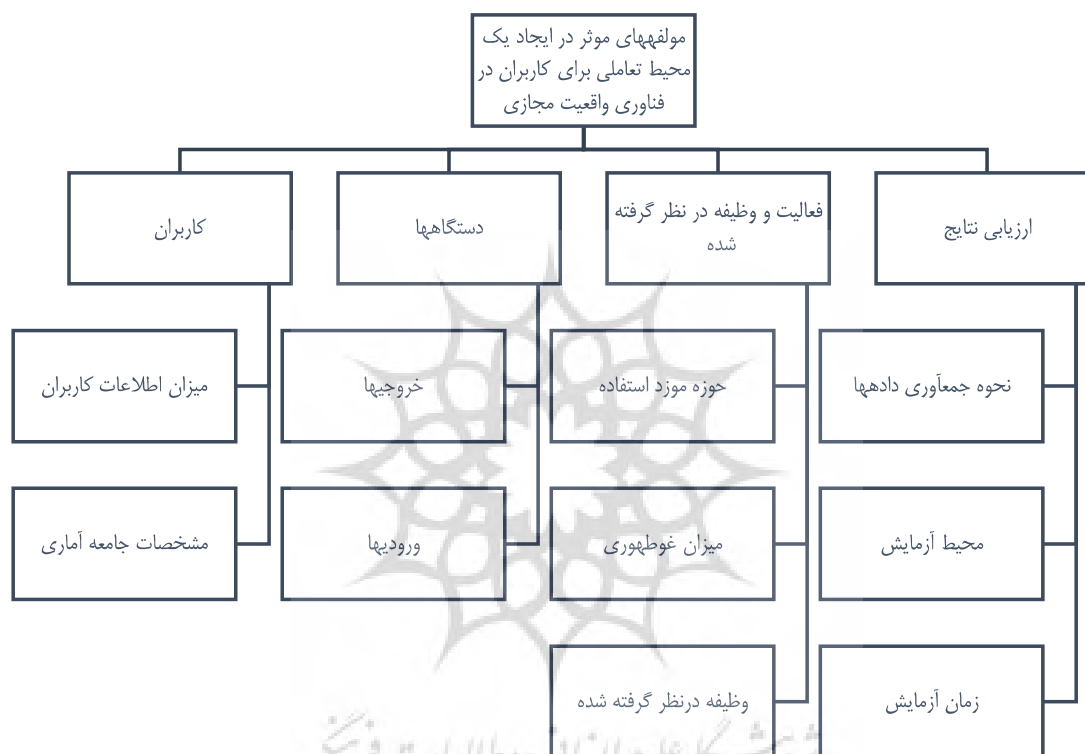 مولفههای موثر در ایجاد یک
محیط تعاملی برای کاربران در
فناوری واقعیت مجازی
ارزیابی نتایج
فعالیت و وظیفه در نظر گرفته
شده
دستگاهها
کاربران
نحوه جمعآوری دادهها
حوزه موزد استفاده
خروجیها
میزان اطلاعات کاربران
محیط آزمایش
میزان غوطهوری
ورودیها
مشخصات جامعه آماری
زمان آزمایش
وظیفه درنظر گرفته شده